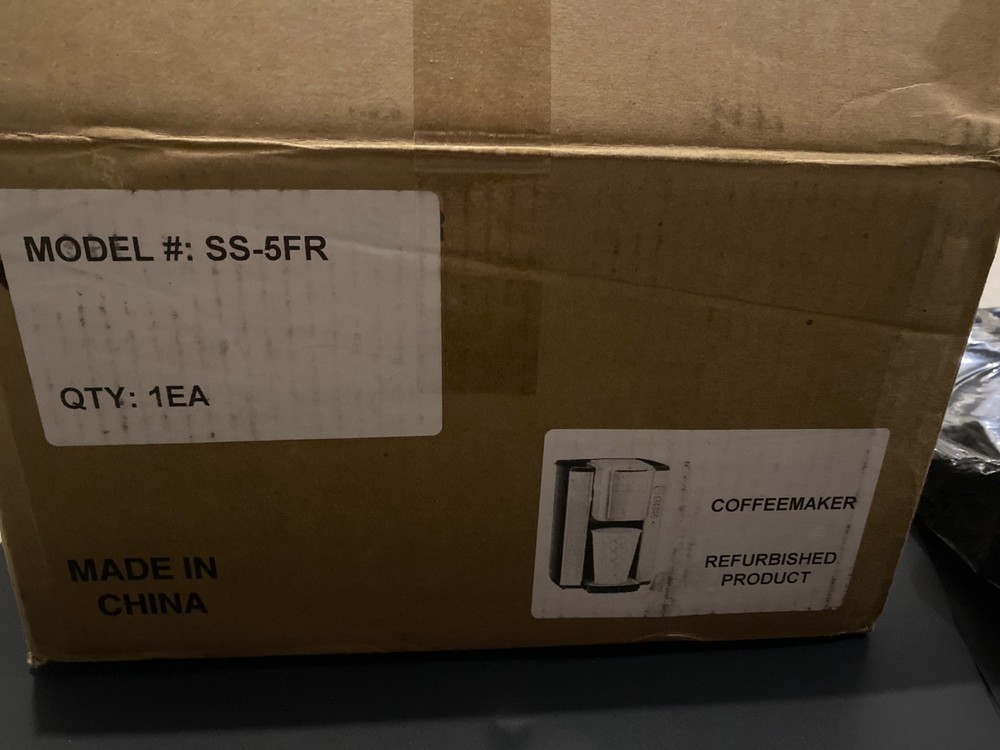 MODEL #: SS-5FR
QTY: 1EA
MADE IN
CHINA
COFFEEMAKER
REFURBISHED
PRODUCT